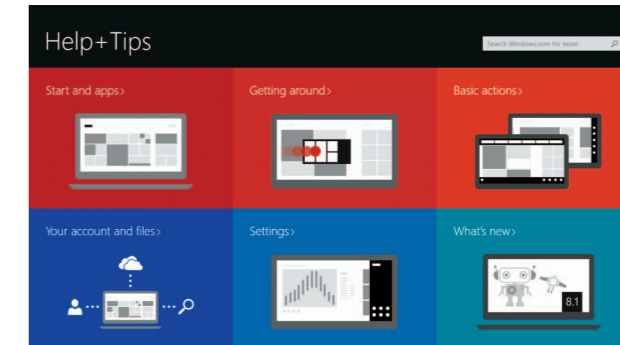 Help+Tips
Search Windows.com for more
Start and apps>
Getting around>
Basic actions>
Your account and files>
Settings>
What's new>
8.1